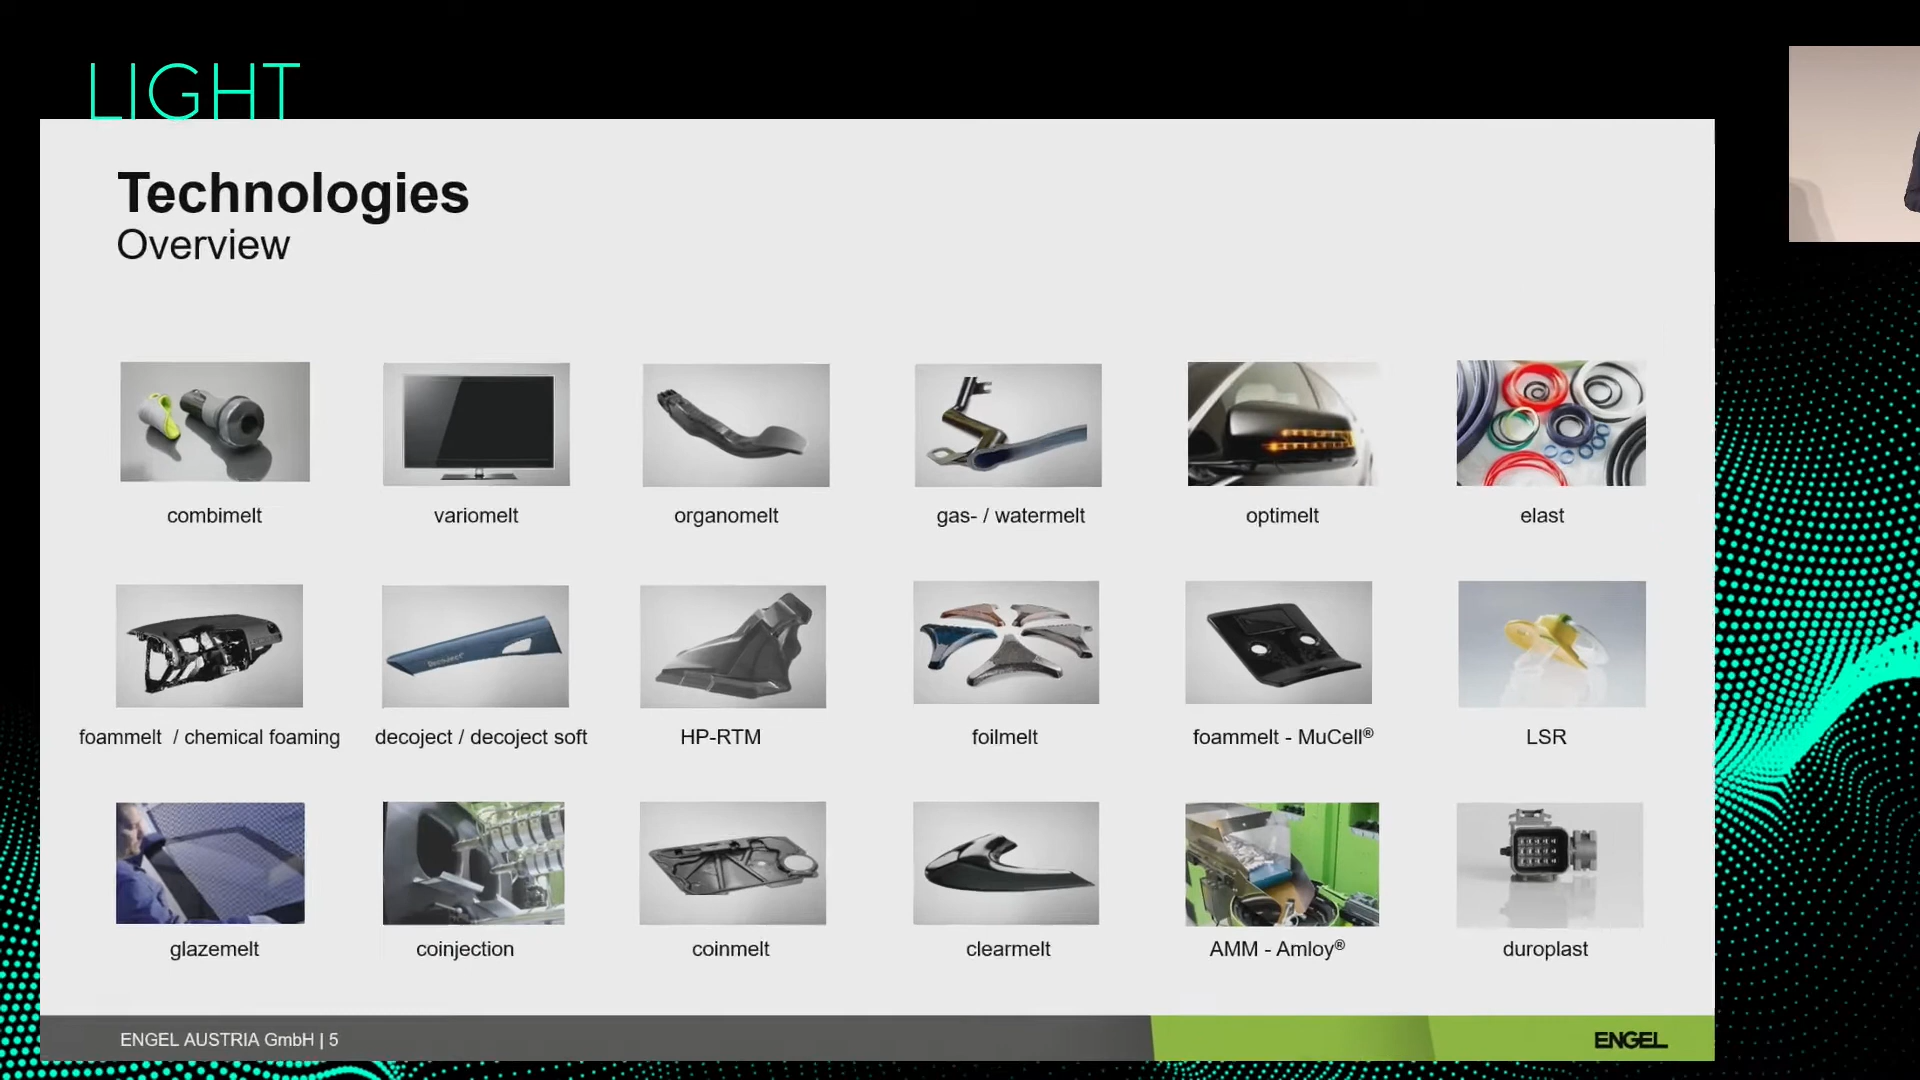 LIGHT
Technologies
Overview
combimelt
variomelt
organomelt
gas- / watermelt
optimelt
elast
Decoject®
foammelt / chemical foaming
decoject / decoject soft
HP-RTM
foilmelt
foammelt - MuCell®
LSR
glazemelt
coinjection
coinmelt
clearmelt
AMM - Amloy®
duroplast
ENGEL AUSTRIA GmbH | 5
ENGEL